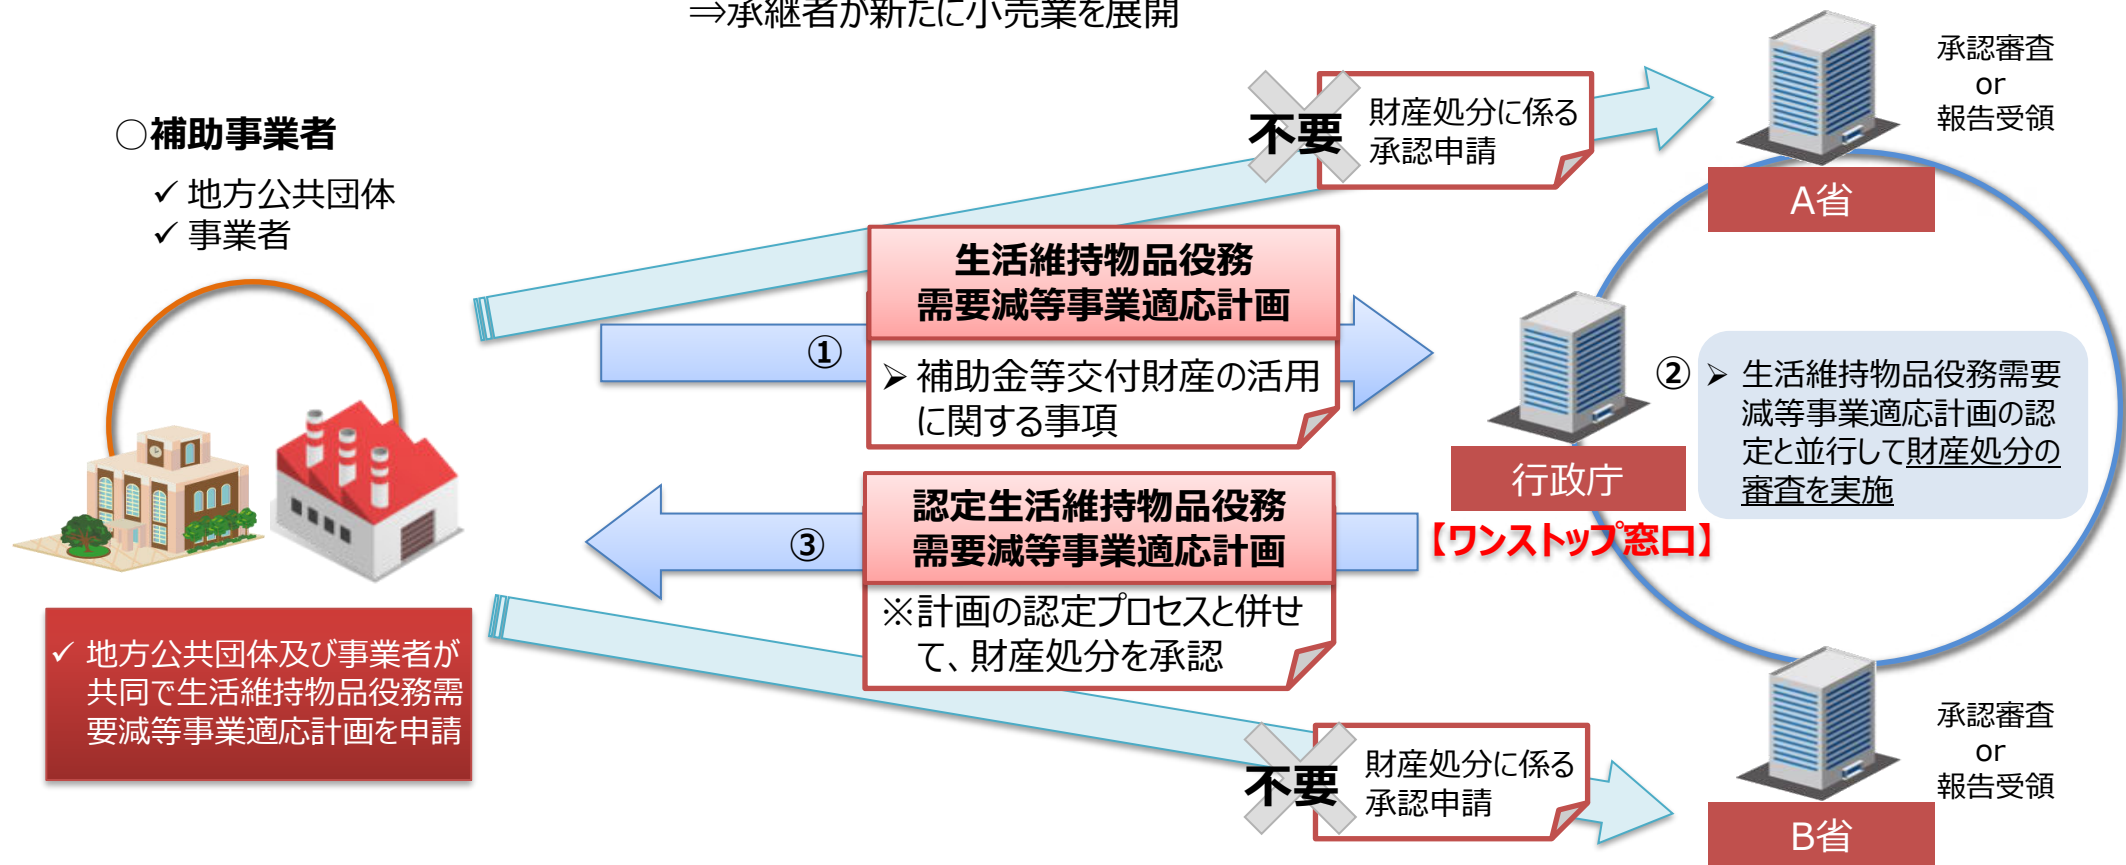 ⇒承継者が新たに小売業を展開
○補助事業者
✓ 地方公共団体
✓ 事業者
不要
財産処分に係る
承認申請
承認審査
or
報告受領
A省
生活維持物品役務
需要減等事業適応計画
①
➢ 補助金等交付財産の活用
に関する事項
行政庁
【ワンストップ窓口】
② ➢ 生活維持物品役務需要
減等事業適応計画の認
定と並行して財産処分の
審査を実施
認定生活維持物品役務
需要減等事業適応計画
③
※計画の認定プロセスと併せ
て、財産処分を承認
✓ 地方公共団体及び事業者が
共同で生活維持物品役務需
要減等事業適応計画を申請
不要
財産処分に係る
承認申請
承認審査
or
報告受領
B省